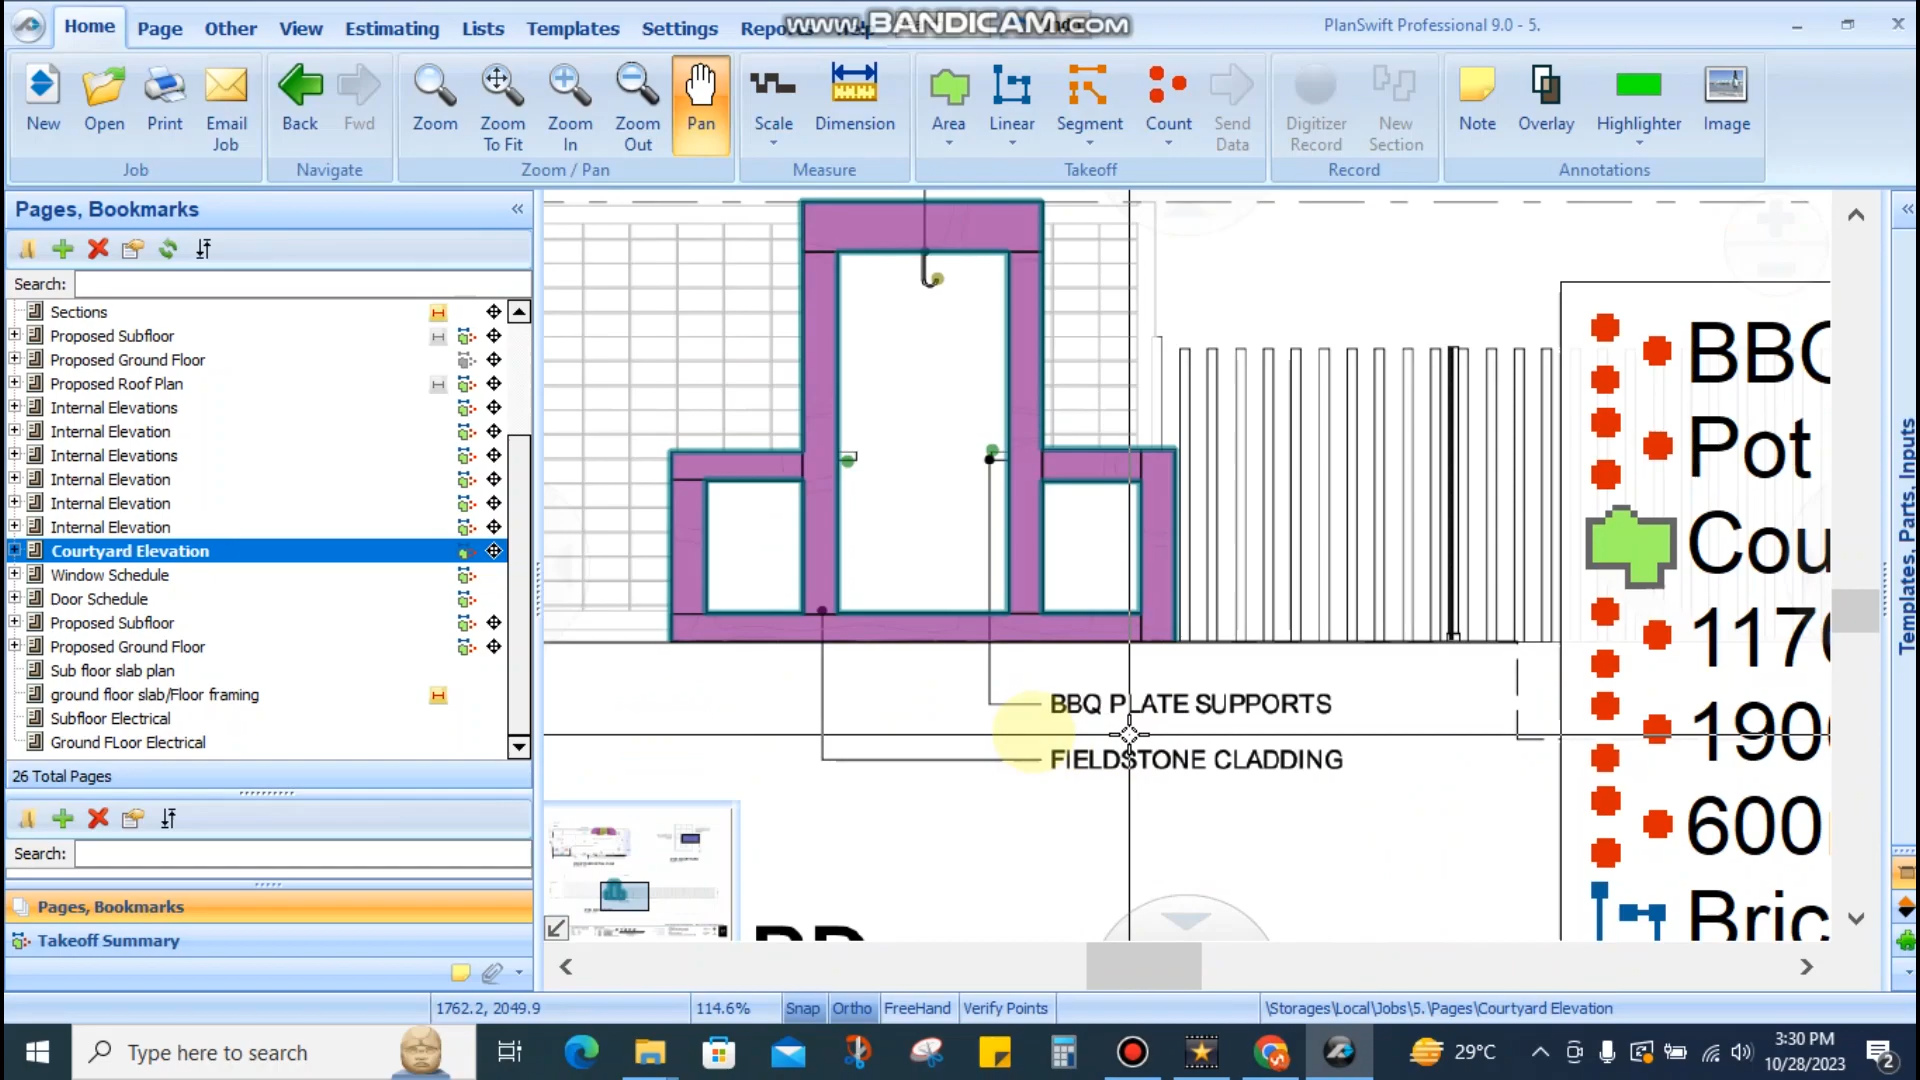 www.BANDICAM.com
PlanSwift Professional 9.0 - 5.
Home Page Other View Estimating Lists Templates Settings
New Open Print Email Job
Back Fwd
Zoom Zoom To Fit Zoom In Zoom Out Pan
Scale Dimension
Area Linear Segment Count Send Data
Digitizer Record New Section
Note Overlay Highlighter Image
Job Navigate Zoom / Pan Measure Takeoff Record Annotations
Pages, Bookmarks
Search:
Sections
Proposed Subfloor
Proposed Ground Floor
Proposed Roof Plan
Internal Elevations
Internal Elevation
Internal Elevations
Internal Elevation
Internal Elevation
Internal Elevation
Courtyard Elevation
Window Schedule
Door Schedule
Proposed Subfloor
Proposed Ground Floor
Sub floor slab plan
ground floor slab/Floor framing
Subfloor Electrical
Ground FLoor Electrical
26 Total Pages
Search:
Pages, Bookmarks
Takeoff Summary
BBQ PLATE SUPPORTS
FIELDSTONE CLADDING
Pot
Templates, Parts, Inputs
1762.2, 2049.9
114.6%
Snap Ortho FreeHand Verify Points
\Storages\Local\Jobs\5.\Pages\Courtyard Elevation
Type here to search
29°C
3:30 PM
10/28/2023
2